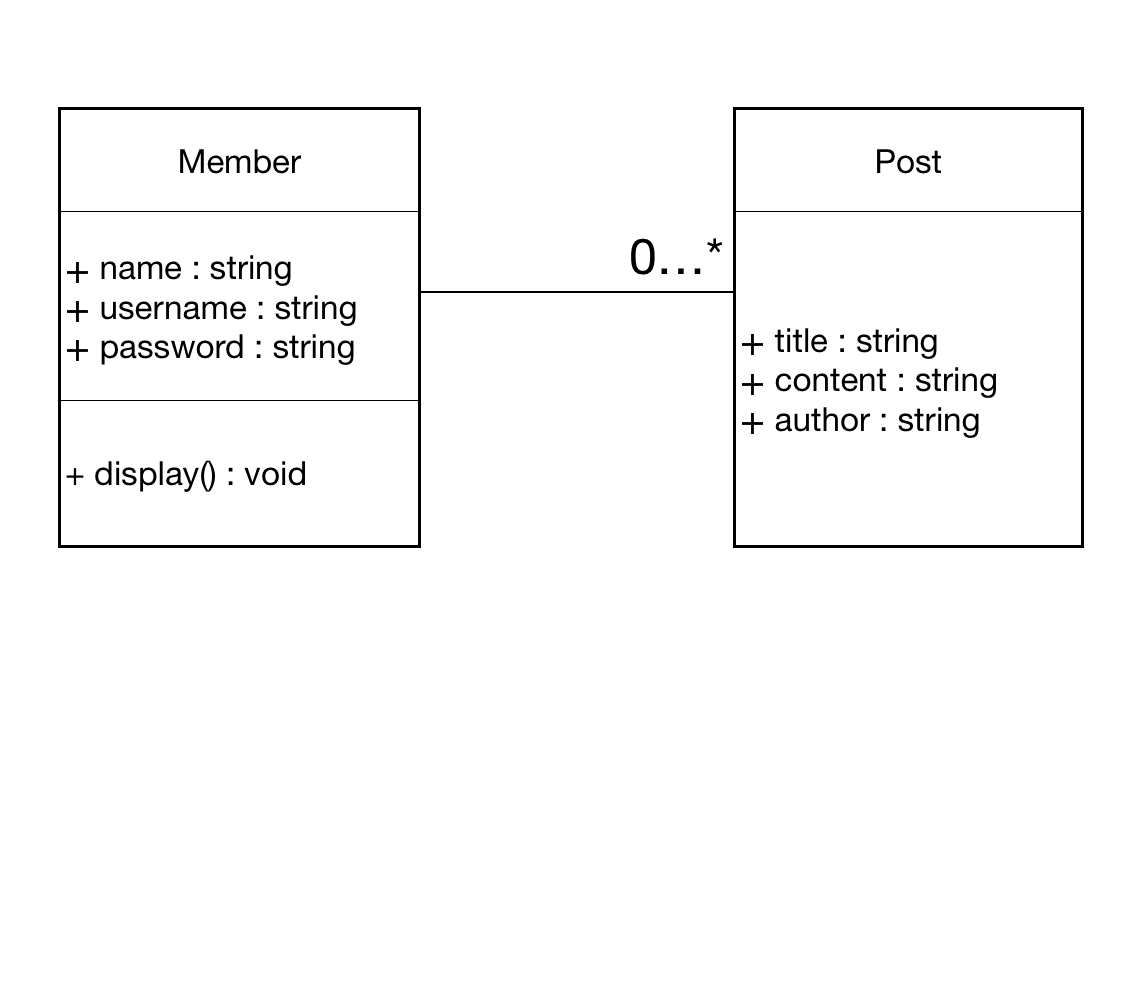 Member
+ name : string
+ username : string
+ password : string
+ display() : void
0...*
Post
+ title : string
+ content : string
+ author : string